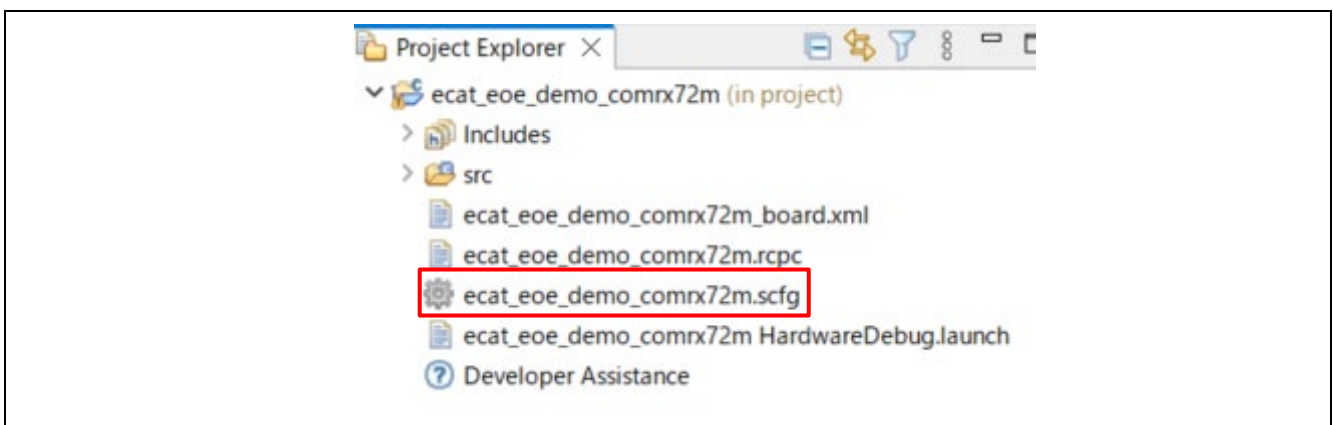 Project Explorer
ecat_eoe_demo_comrx72m (in project)
Includes
src
ecat_eoe_demo_comrx72m_board.xml
ecat_eoe_demo_comrx72m.rcpc
ecat_eoe_demo_comrx72m.scfg
ecat_eoe_demo_comrx72m HardwareDebug.launch
Developer Assistance